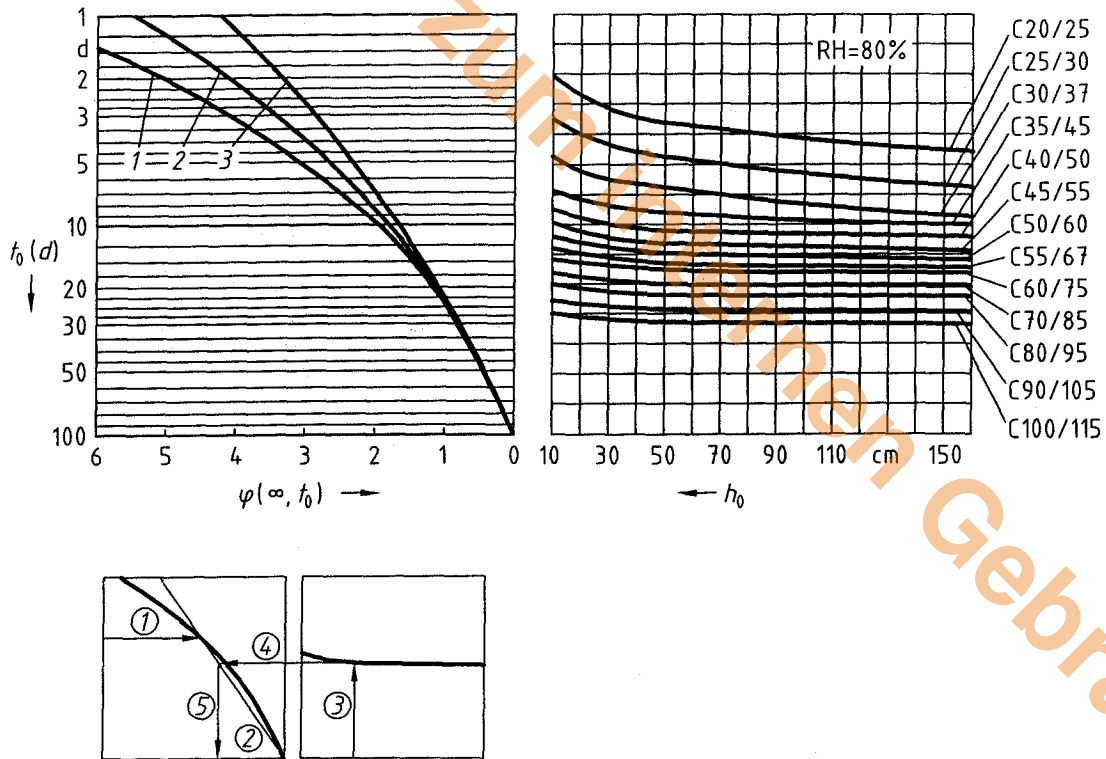 1
d
2
3
5
10
20
30
50
100
t₀(d)
6
5
4
3
2
1
0
φ(∞, t₀)
1
2
3
RH=80%
10
30
50
70
90
110
cm
150
h₀
C20/25
C25/30
C30/37
C35/45
C40/50
C45/55
C50/60
C55/67
C60/75
C70/85
C80/95
C90/105
C100/115
①
④
⑤
②
③
zum internen Gebra